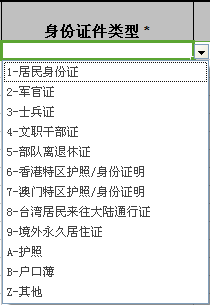 身份证件类型 *
1-居民身份证
2-军官证
3-士兵证
4-文职干部证
5-部队离退休证
6-香港特区护照/身份证明
7-澳门特区护照/身份证明
8-台湾居民来往大陆通行证
9-境外永久居住证
A-护照
B-户口薄
Z-其他